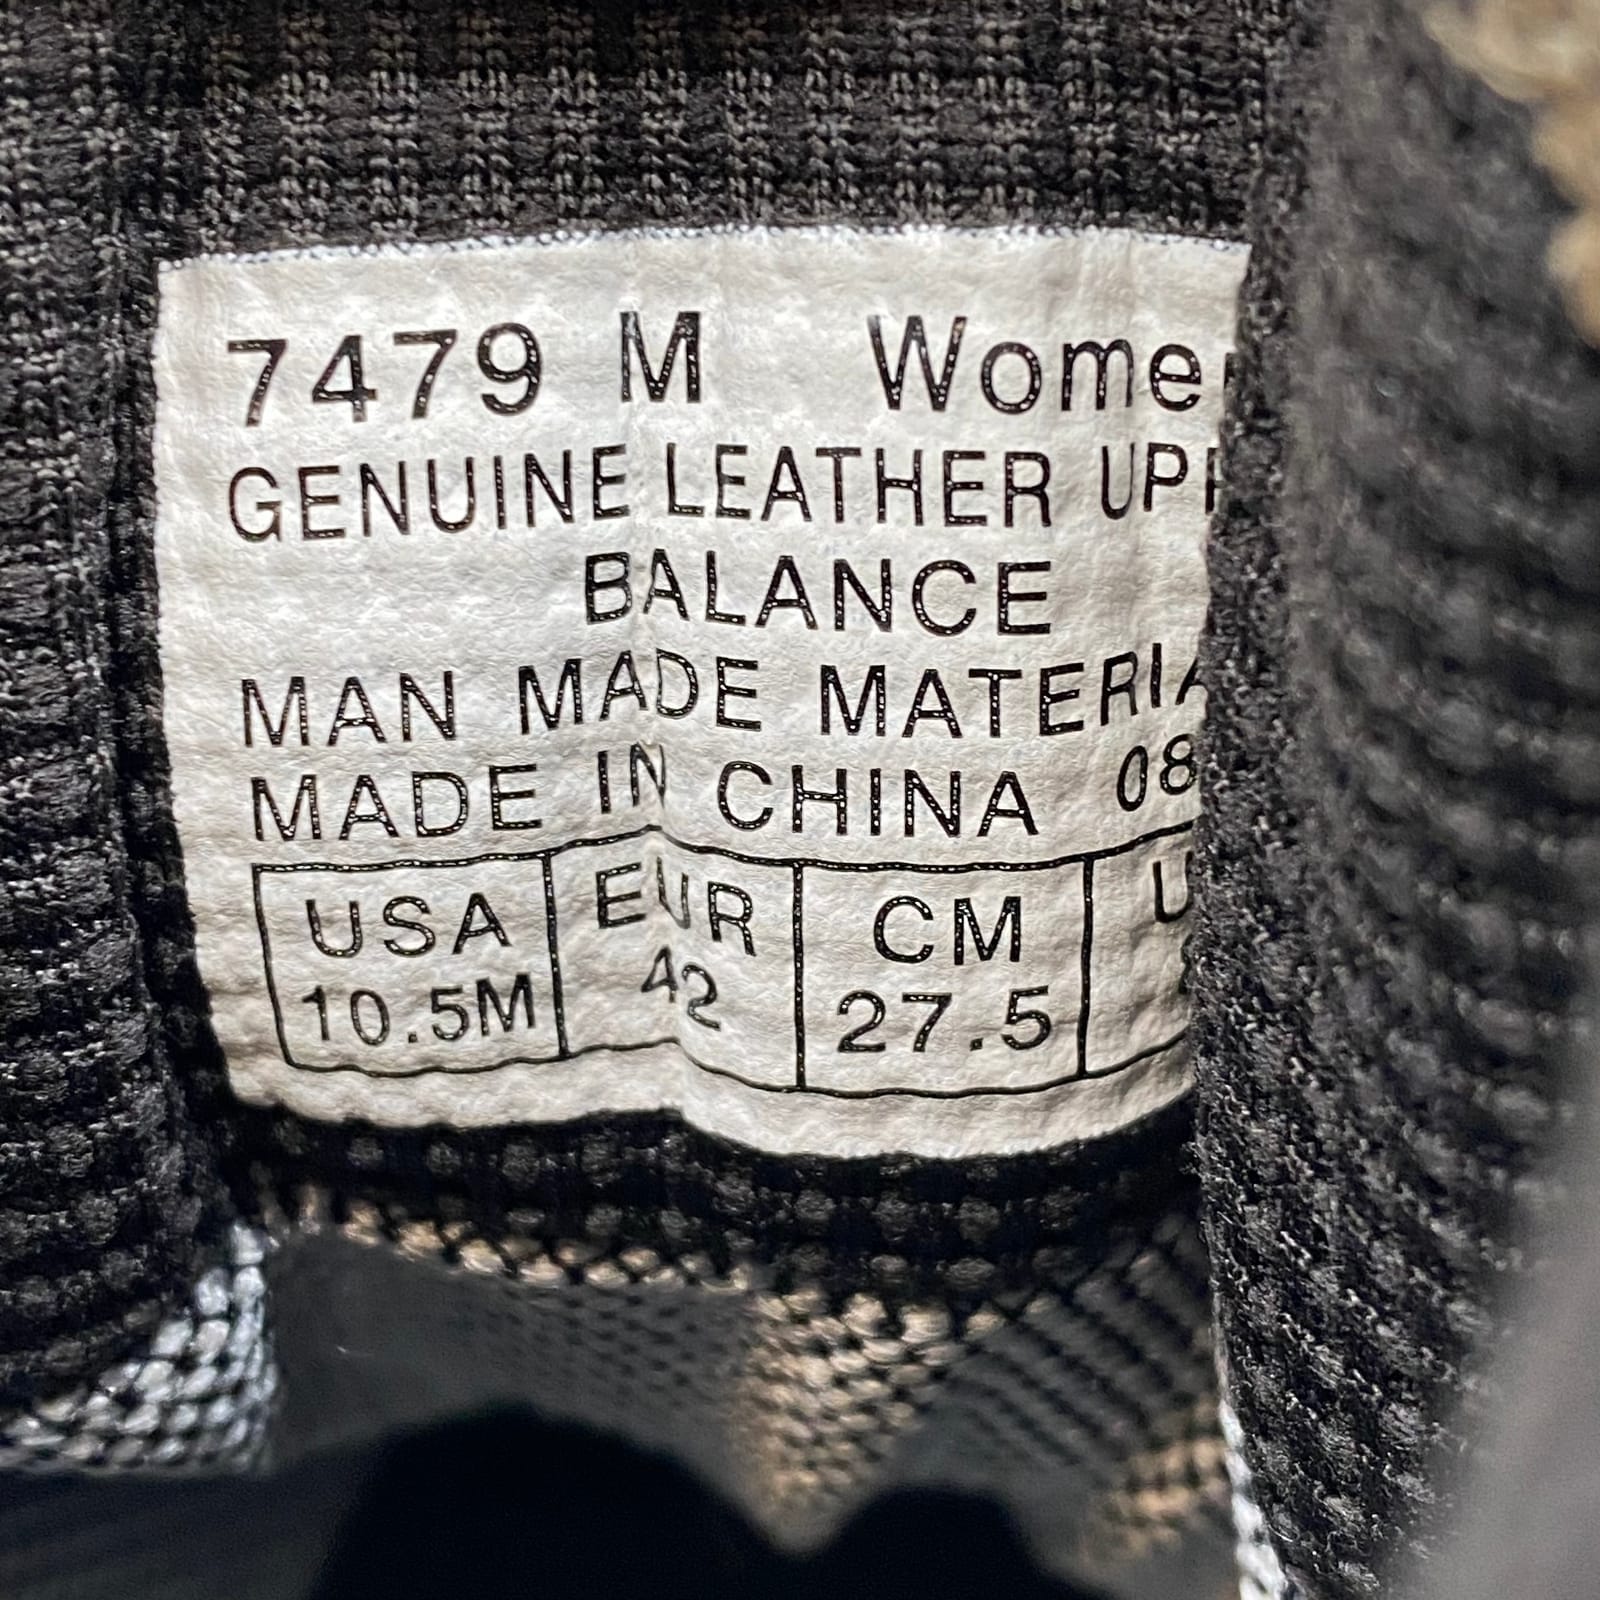 7479 M Wome
GENUINE LEATHER UP
BALANCE
MAN MADE MATERIA
MADE IN CHINA 08
USA EUR CM U
10.5M 42 27.5